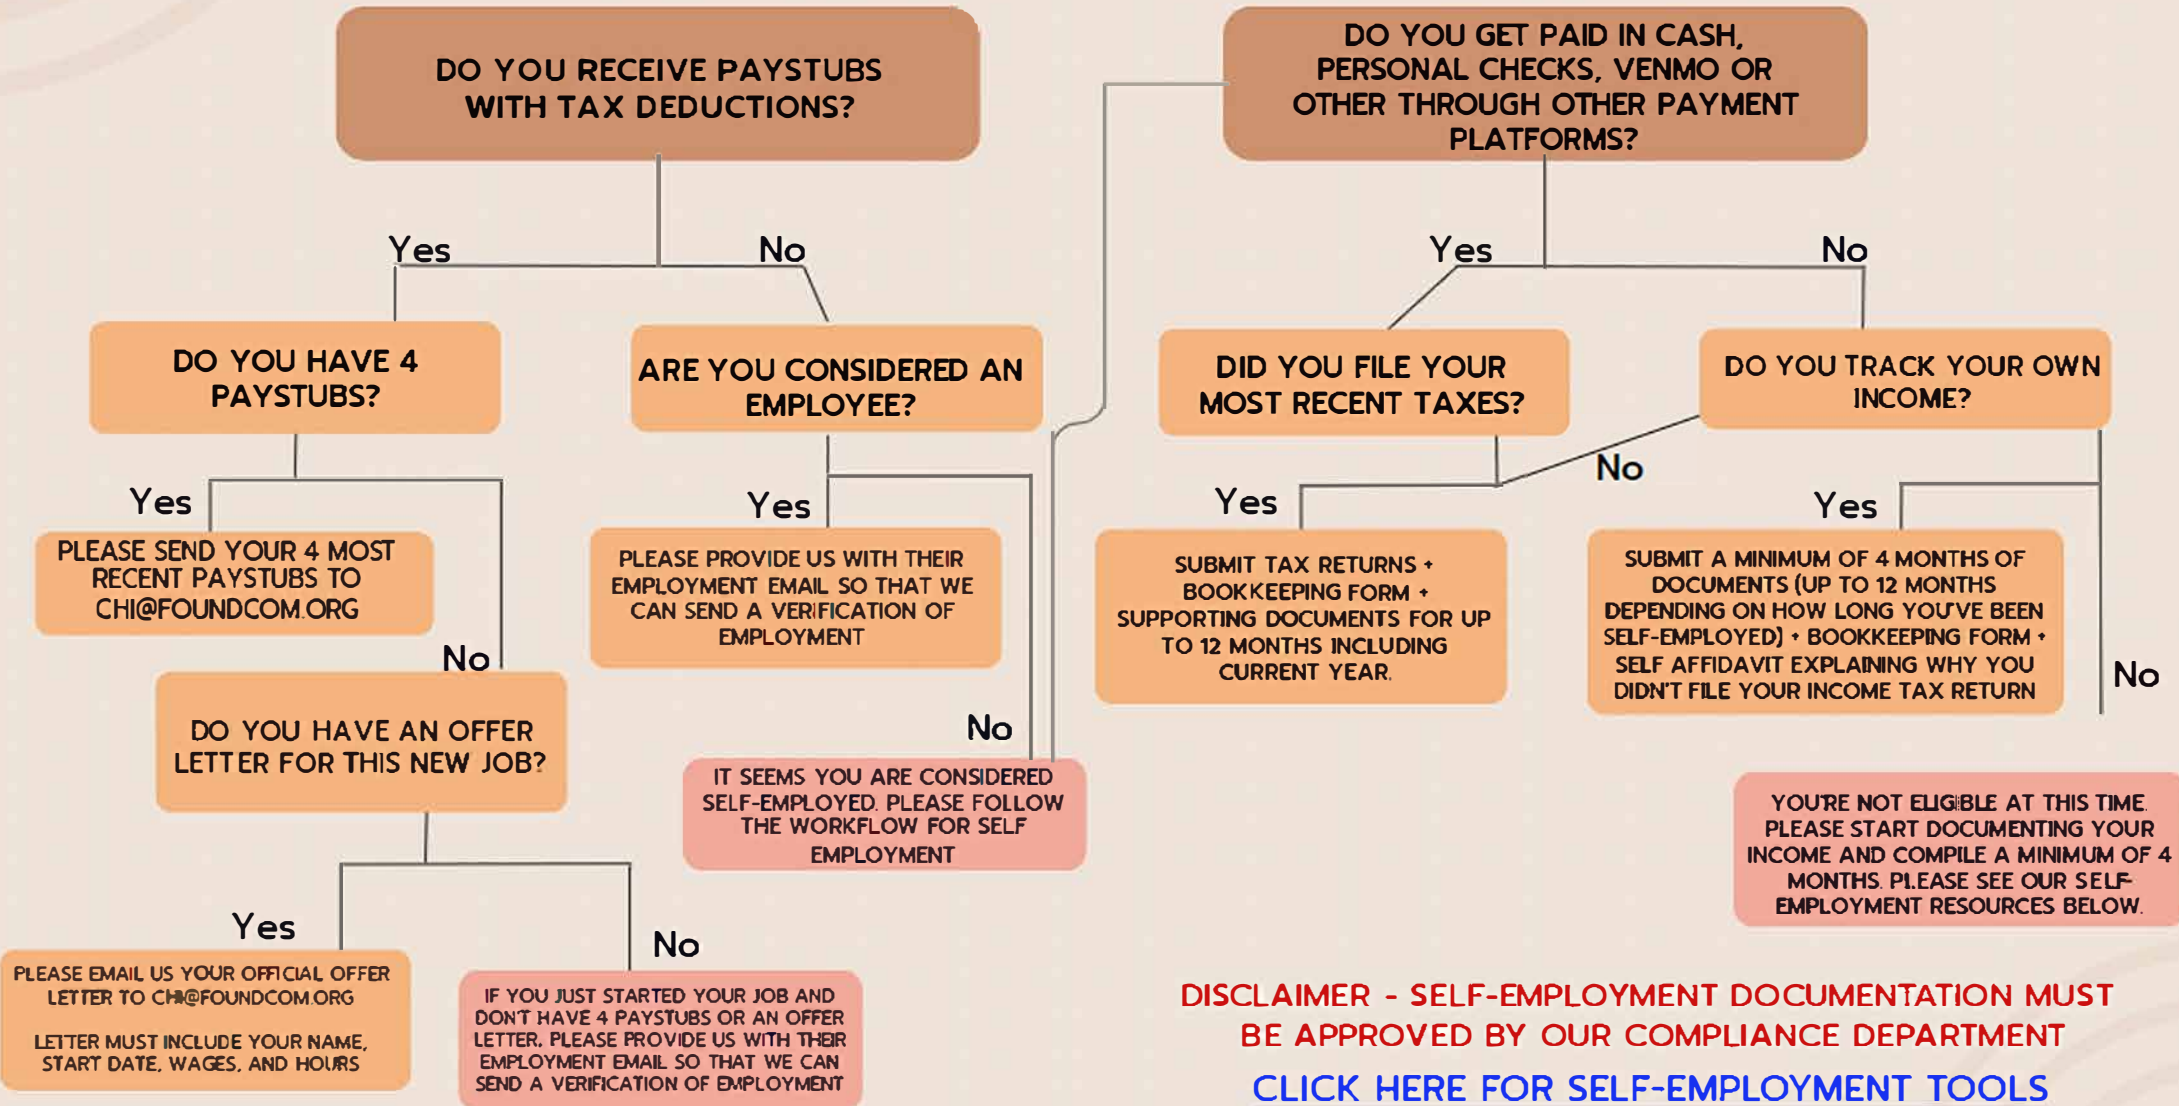 DO YOU RECEIVE PAYSTUBS
WITH TAX DEDUCTIONS?
Yes
No
DO YOU HAVE 4
PAYSTUBS?
ARE YOU CONSIDERED AN
EMPLOYEE?
Yes
PLEASE SEND YOUR 4 MOST
RECENT PAYSTUBS TO
CHI@FOUNDCOM.ORG
No
DO YOU HAVE AN OFFER
LETTER FOR THIS NEW JOB?
Yes
PLEASE EMAIL US YOUR OFFICIAL OFFER
LETTER TO CHI@FOUNDCOM.ORG
LETTER MUST INCLUDE YOUR NAME,
START DATE, WAGES, AND HOURS
No
IF YOU JUST STARTED YOUR JOB AND
DON'T HAVE 4 PAYSTUBS OR AN OFFER
LETTER, PLEASE PROVIDE US WITH THEIR
EMPLOYMENT EMAIL SO THAT WE CAN
SEND A VERIFICATION OF EMPLOYMENT
Yes
PLEASE PROVIDE US WITH THEIR
EMPLOYMENT EMAIL SO THAT WE
CAN SEND A VERIFICATION OF
EMPLOYMENT
No
IT SEEMS YOU ARE CONSIDERED
SELF-EMPLOYED. PLEASE FOLLOW
THE WORKFLOW FOR SELF
EMPLOYMENT
DO YOU GET PAID IN CASH,
PERSONAL CHECKS, VENMO OR
OTHER THROUGH OTHER PAYMENT
PLATFORMS?
Yes
No
DID YOU FILE YOUR
MOST RECENT TAXES?
DO YOU TRACK YOUR OWN
INCOME?
Yes
No
SUBMIT TAX RETURNS +
BOOKKEEPING FORM +
SUPPORTING DOCUMENTS FOR UP
TO 12 MONTHS INCLUDING
CURRENT YEAR.
Yes
SUBMIT A MINIMUM OF 4 MONTHS OF
DOCUMENTS (UP TO 12 MONTHS
DEPENDING ON HOW LONG YOU'VE BEEN
SELF-EMPLOYED) + BOOKKEEPING FORM +
SELF AFFIDAVIT EXPLAINING WHY YOU
DIDN'T FILE YOUR INCOME TAX RETURN
No
YOU'RE NOT ELIGIBLE AT THIS TIME.
PLEASE START DOCUMENTING YOUR
INCOME AND COMPILE A MINIMUM OF 4
MONTHS. PLEASE SEE OUR SELF-
EMPLOYMENT RESOURCES BELOW.
DISCLAIMER - SELF-EMPLOYMENT DOCUMENTATION MUST
BE APPROVED BY OUR COMPLIANCE DEPARTMENT
CLICK HERE FOR SELF-EMPLOYMENT TOOLS